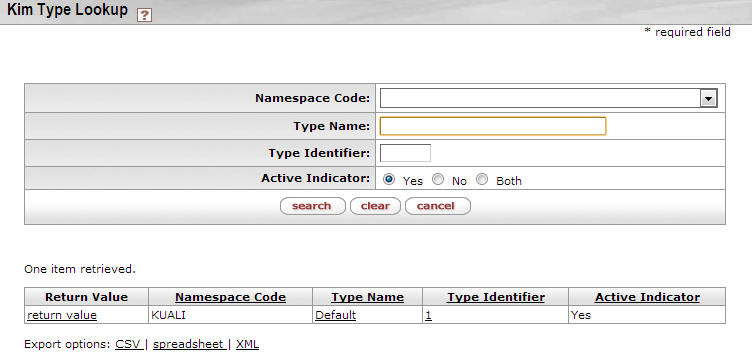 Kim Type Lookup ?
* required field
Namespace Code:
Type Name:
Type Identifier:
Active Indicator: Yes No Both
search clear cancel
One item retrieved.
Return Value Namespace Code Type Name Type Identifier Active Indicator
return value KUALI Default 1 Yes
Export options: CSV | spreadsheet | XML